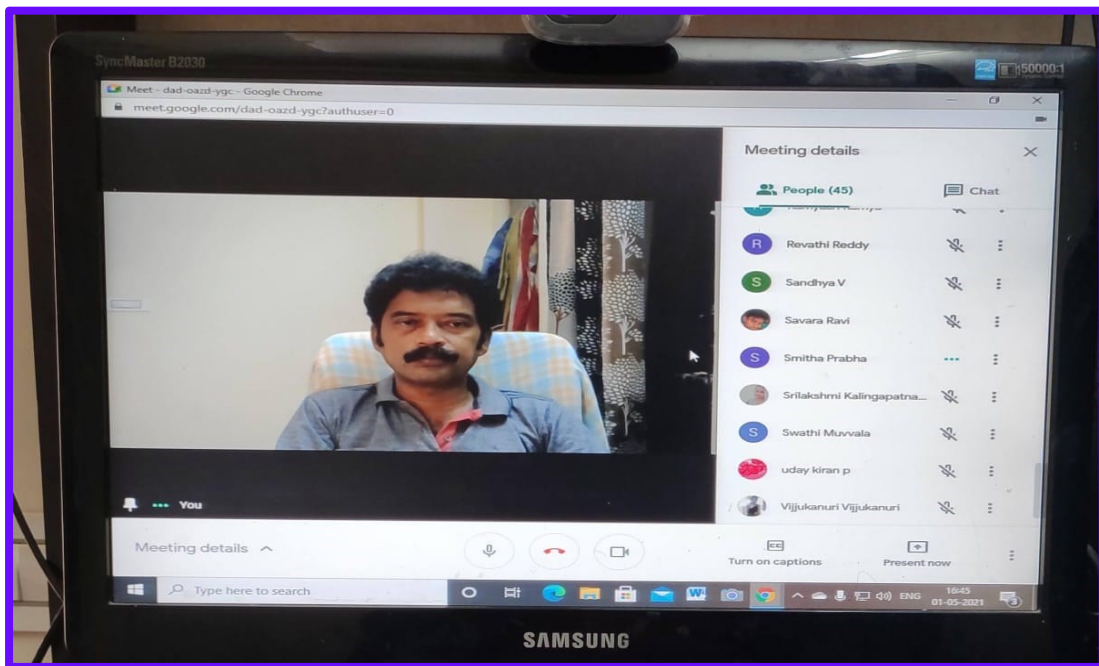 SyncMaster B2030
50000:1
Meet - dad-oazd-ygc - Google Chrome
meet.google.com/dad-oazd-ygc?authuser=0
Meeting details
People (45)
Chat
R
Revathi Reddy
S
Sandhya V
Savara Ravi
S
Smitha Prabha
Srilakshmi Kalingapatna...
S
Swathi Muvvala
uday kiran p
Vijjukanuri Vijjukanuri
You
Meeting details
CC
Turn on captions
Present now
Type here to search
W
ENG
16:45
01-05-2021
3
SAMSUNG